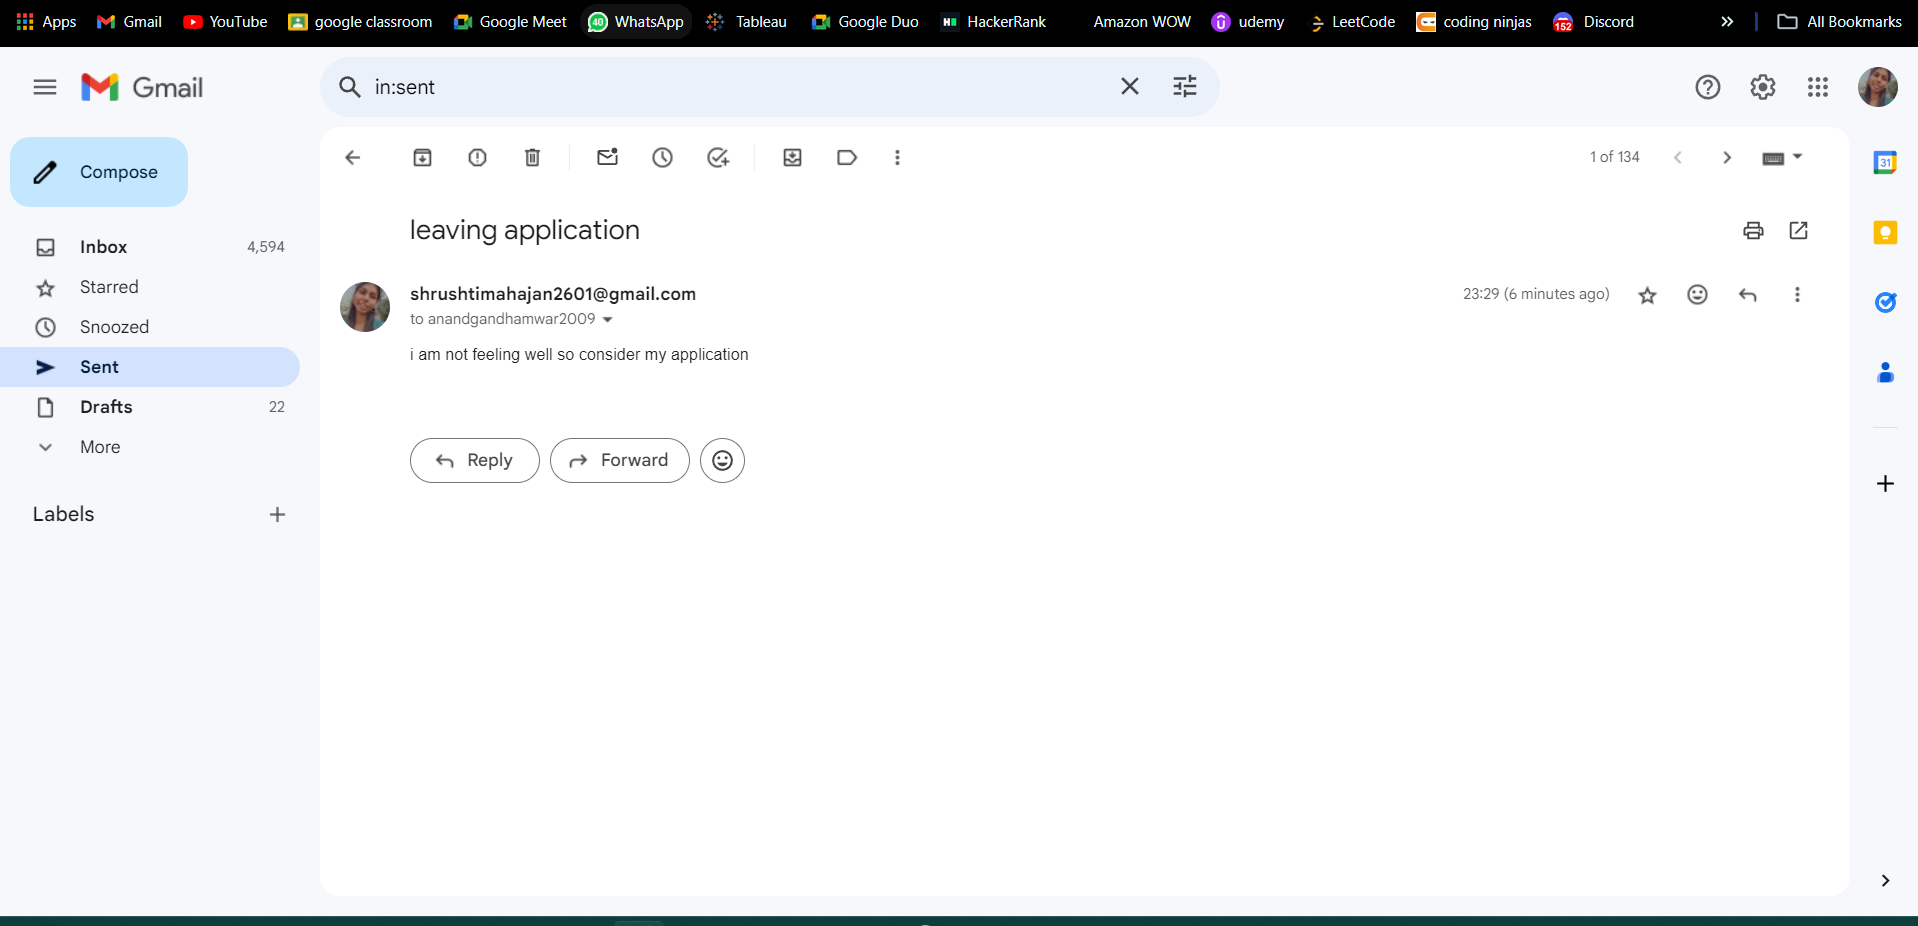 Apps Gmail YouTube google classroom Google Meet 40 WhatsApp Tableau Google Duo HackerRank Amazon WOW udemy LeetCode coding ninjas 152 Discord » All Bookmarks
Gmail
in:sent
Compose
1 of 134
31
leaving application
Inbox 4,594
Starred
Snoozed
Sent
Drafts 22
More
Labels
shrushtimahajan2601@gmail.com 23:29 (6 minutes ago)
to anandgandhamwar2009
i am not feeling well so consider my application
Reply Forward